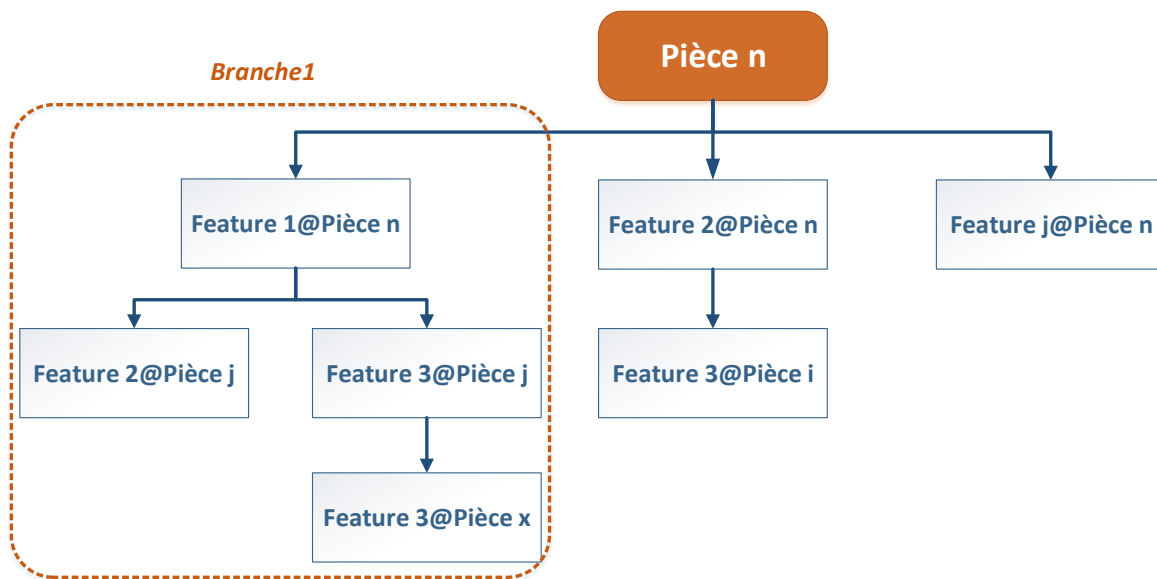 Pièce n
Branche1
Feature 1@Pièce n
Feature 2@Pièce n
Feature j@Pièce n
Feature 2@Pièce j
Feature 3@Pièce j
Feature 3@Pièce i
Feature 3@Pièce x